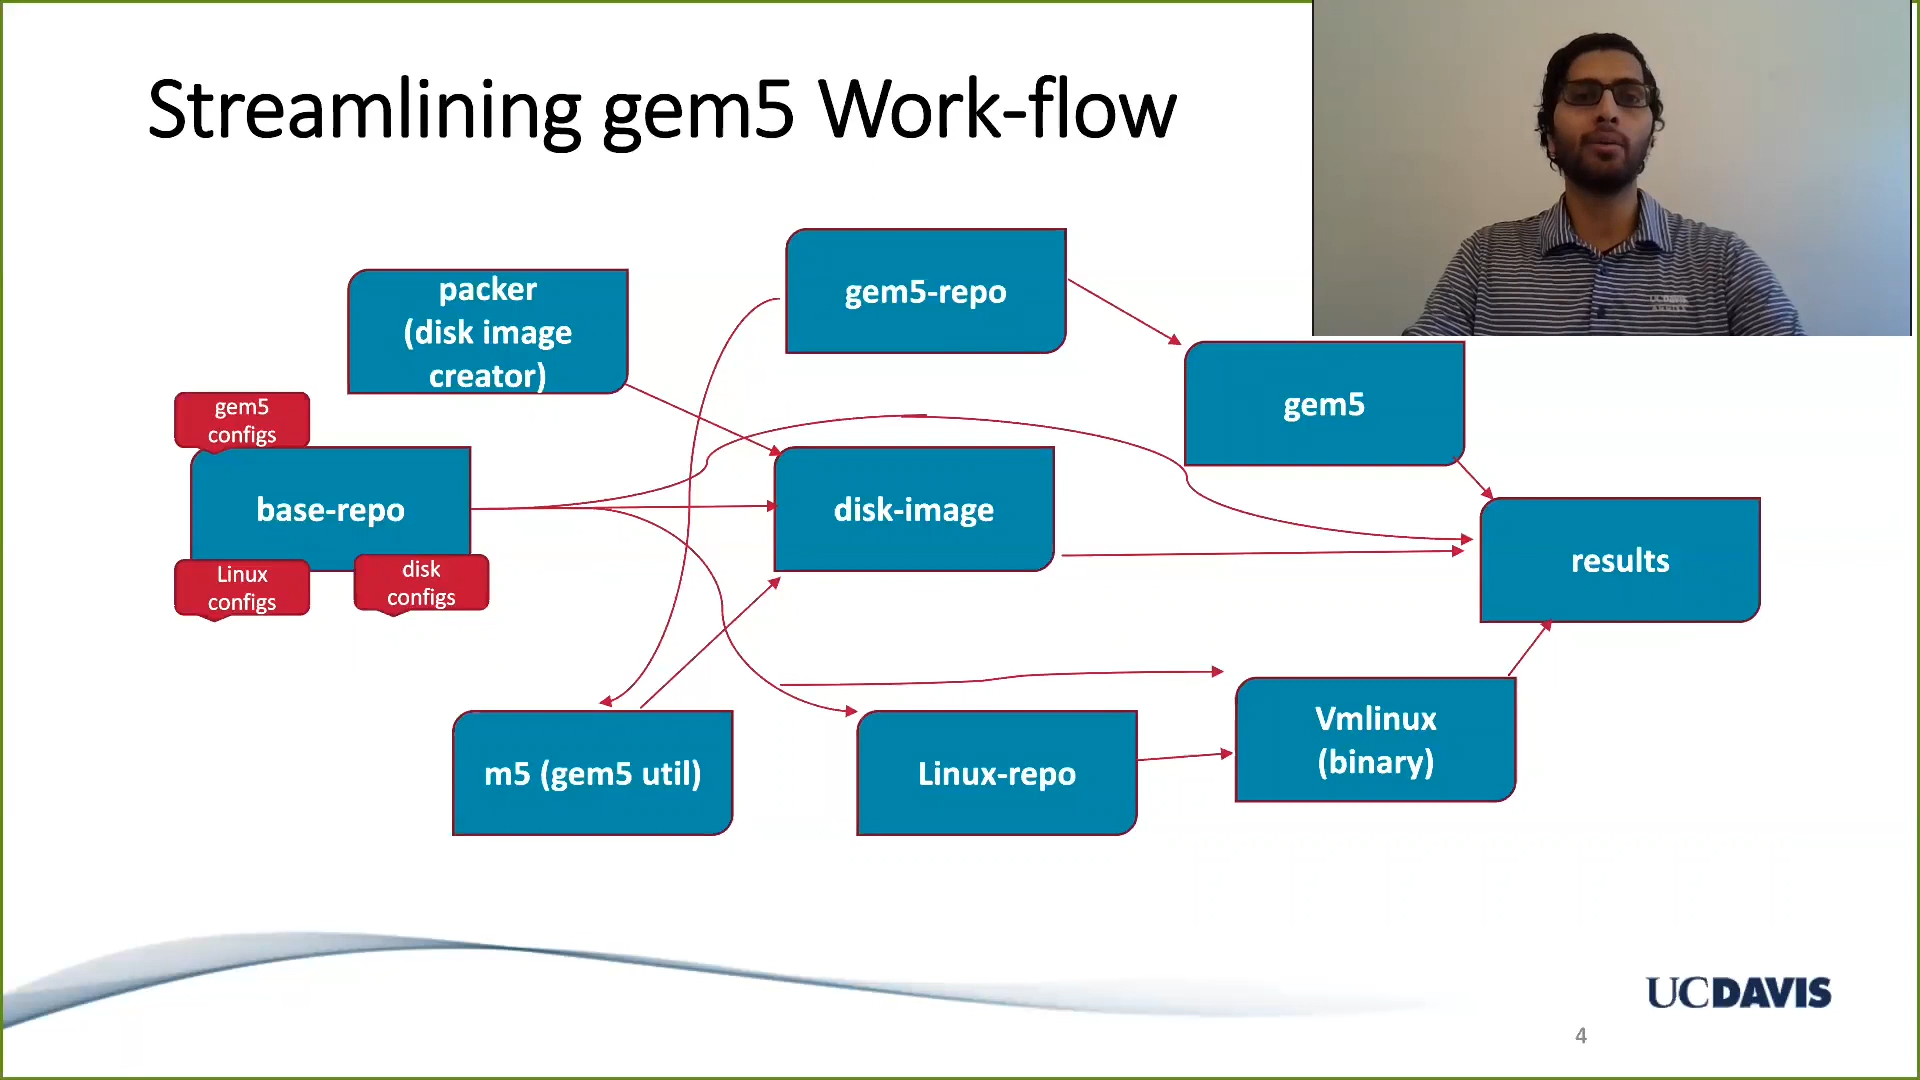 Streamlining gem5 Work-flow
packer
(disk image
creator)
gem5-repo
gem5
gem5
configs
base-repo
disk-image
results
Linux
configs
disk
configs
m5 (gem5 util)
Linux-repo
Vmlinux
(binary)
UCDAVIS
4